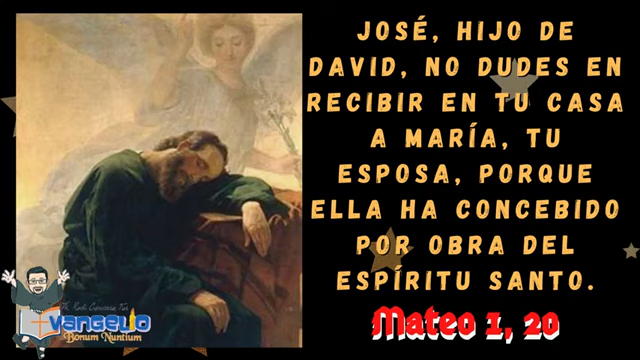 JOSÉ, HIJO DE
DAVID, NO DUDES EN
RECIBIR EN TU CASA
A MARÍA, TU
ESPOSA, PORQUE
ELLA HA CONCEBIDO
POR OBRA DEL
ESPÍRITU SANTO.
Mateo 1, 20
Evangelio
Bonum Nuntium